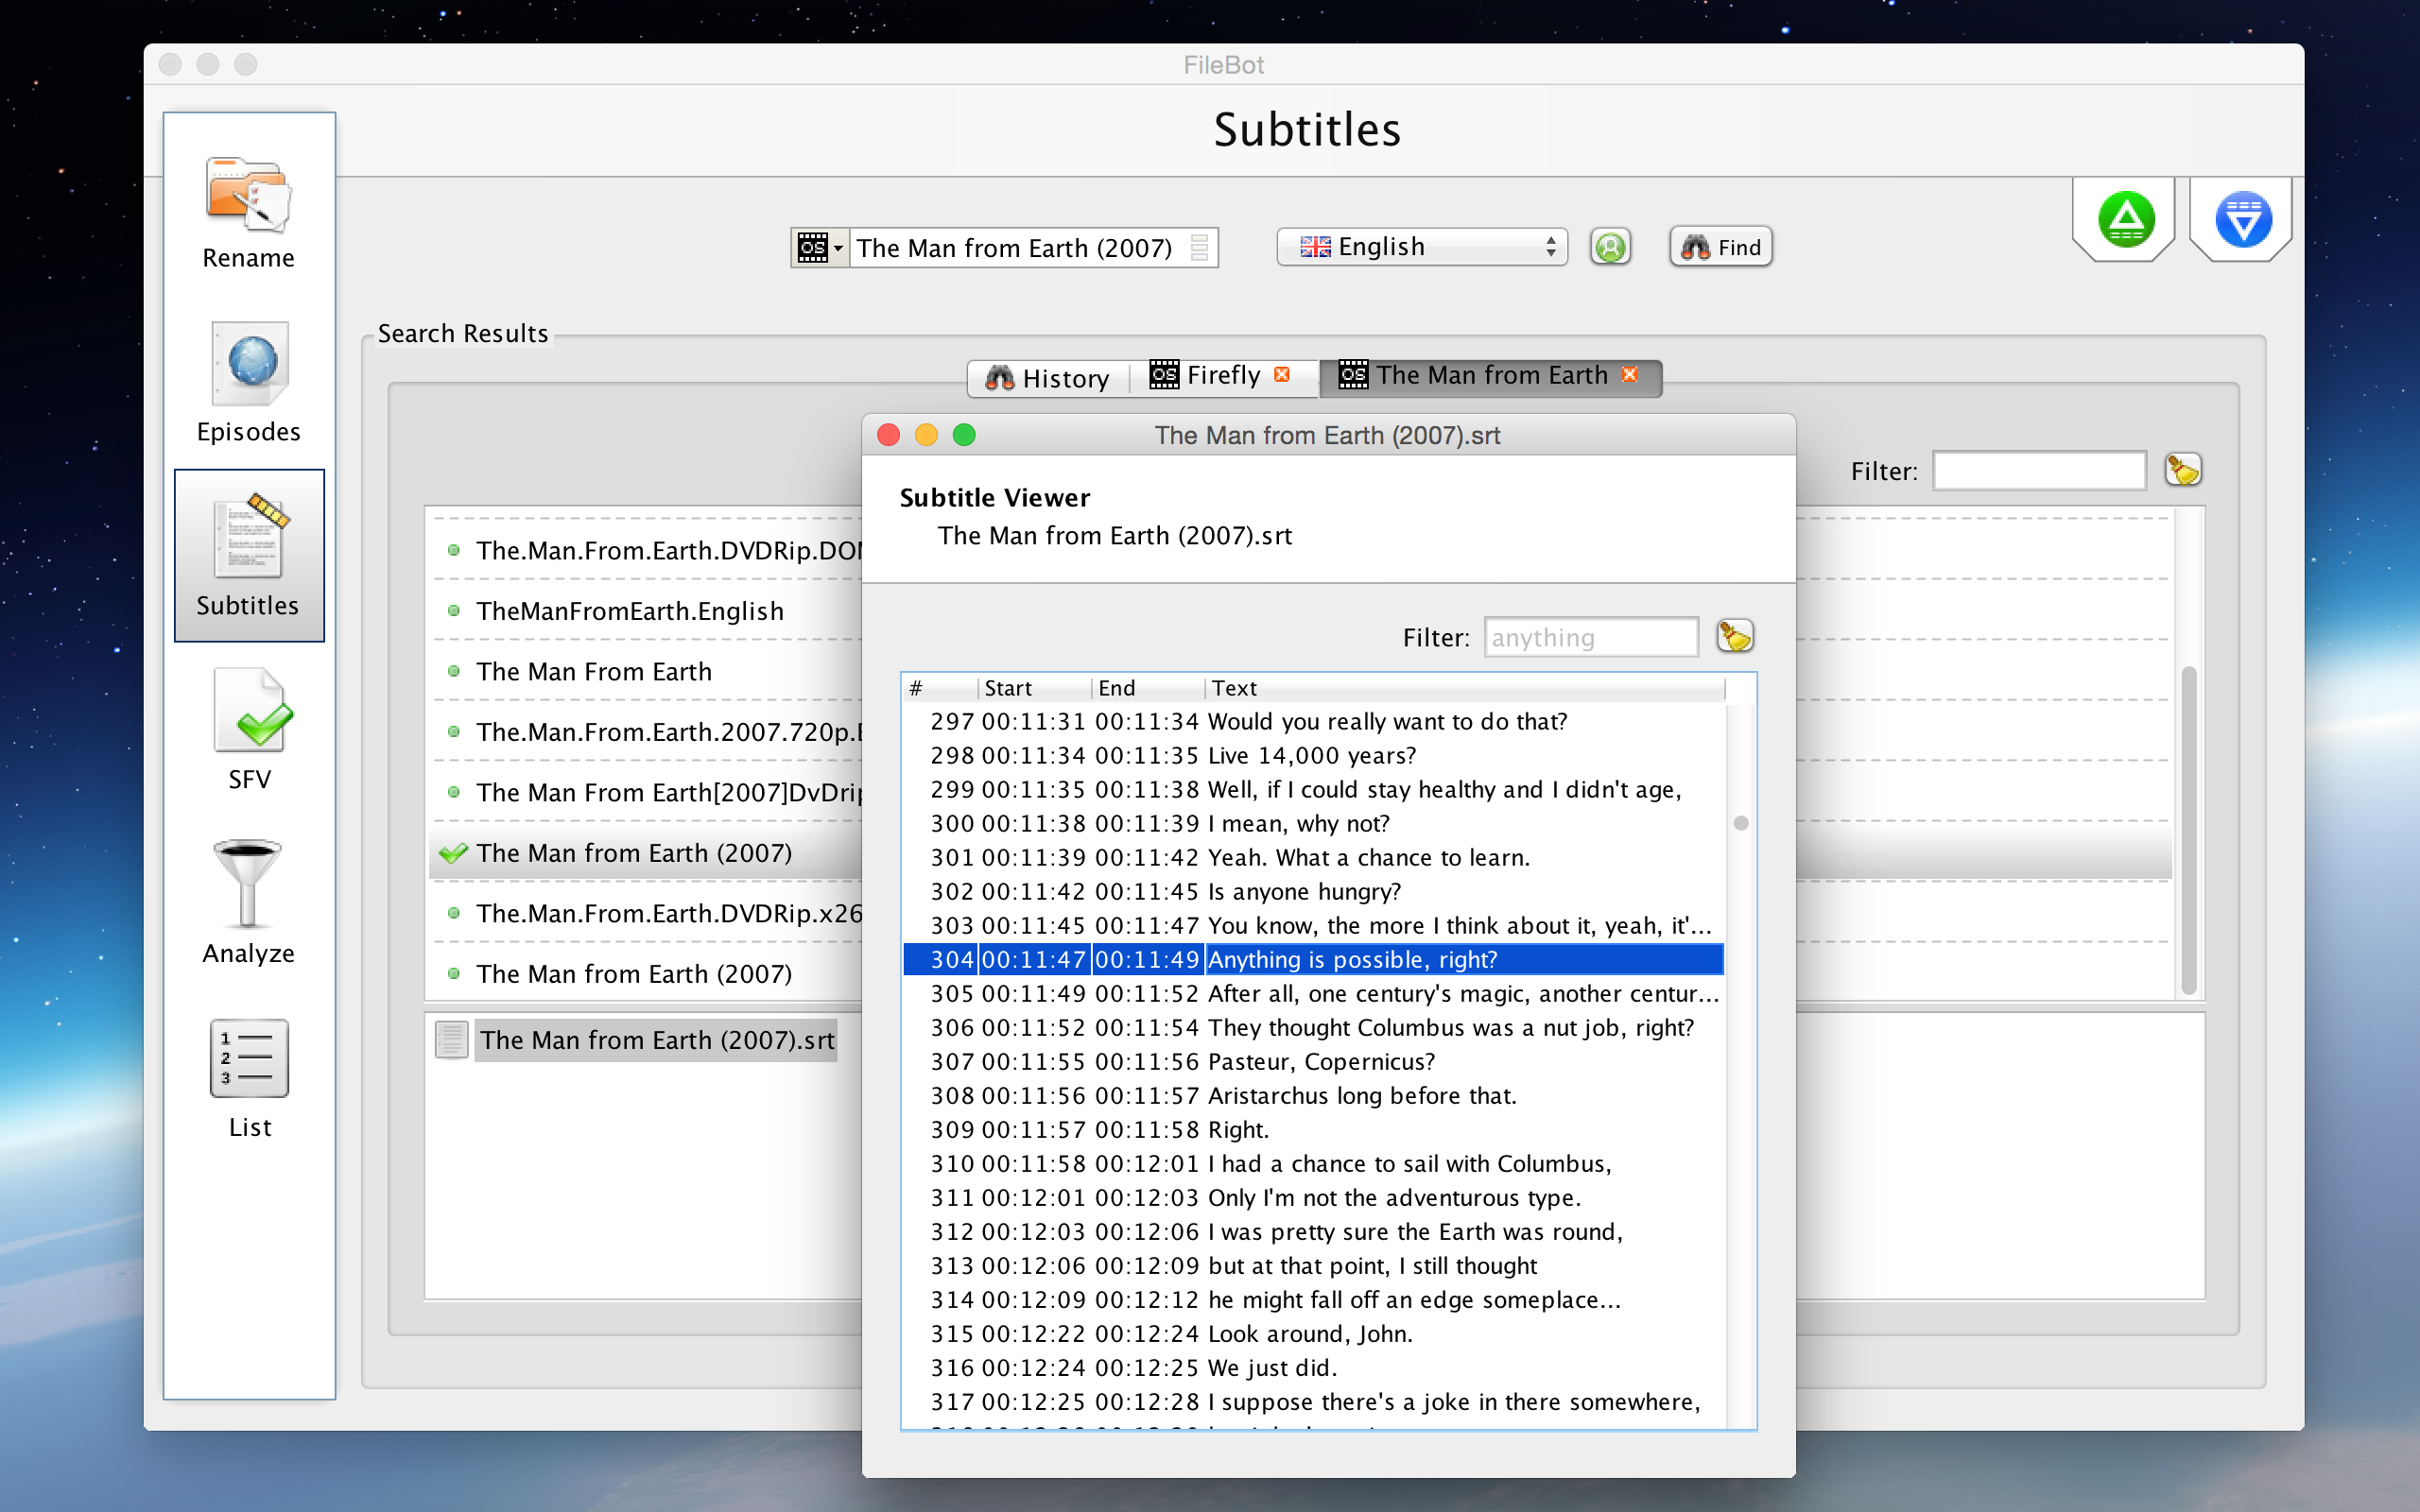 FileBot
Subtitles
Rename
Episodes
Subtitles
SFV
Analyze
1
2
3
List
OS The Man from Earth (2007)
English
Find
Search Results
History
OS Firefly
OS The Man from Earth
Filter:
The.Man.From.Earth.DVDRip.DO
TheManFromEarth.English
The Man From Earth
The.Man.From.Earth.2007.720p.
The Man From Earth[2007]DvDrip
The Man from Earth (2007)
The.Man.From.Earth.DVDRip.x26
The Man from Earth (2007)
The Man from Earth (2007).srt
The Man from Earth (2007).srt
Subtitle Viewer
The Man from Earth (2007).srt
Filter: anything
# Start End Text
297 00:11:31 00:11:34 Would you really want to do that?
298 00:11:34 00:11:35 Live 14,000 years?
299 00:11:35 00:11:38 Well, if I could stay healthy and I didn't age,
300 00:11:38 00:11:39 I mean, why not?
301 00:11:39 00:11:42 Yeah. What a chance to learn.
302 00:11:42 00:11:45 Is anyone hungry?
303 00:11:45 00:11:47 You know, the more I think about it, yeah, it'...
304 00:11:47 00:11:49 Anything is possible, right?
305 00:11:49 00:11:52 After all, one century's magic, another centur...
306 00:11:52 00:11:54 They thought Columbus was a nut job, right?
307 00:11:55 00:11:56 Pasteur, Copernicus?
308 00:11:56 00:11:57 Aristarchus long before that.
309 00:11:57 00:11:58 Right.
310 00:11:58 00:12:01 I had a chance to sail with Columbus,
311 00:12:01 00:12:03 Only I'm not the adventurous type.
312 00:12:03 00:12:06 I was pretty sure the Earth was round,
313 00:12:06 00:12:09 but at that point, I still thought
314 00:12:09 00:12:12 he might fall off an edge someplace...
315 00:12:22 00:12:24 Look around, John.
316 00:12:24 00:12:25 We just did.
317 00:12:25 00:12:28 I suppose there's a joke in there somewhere,